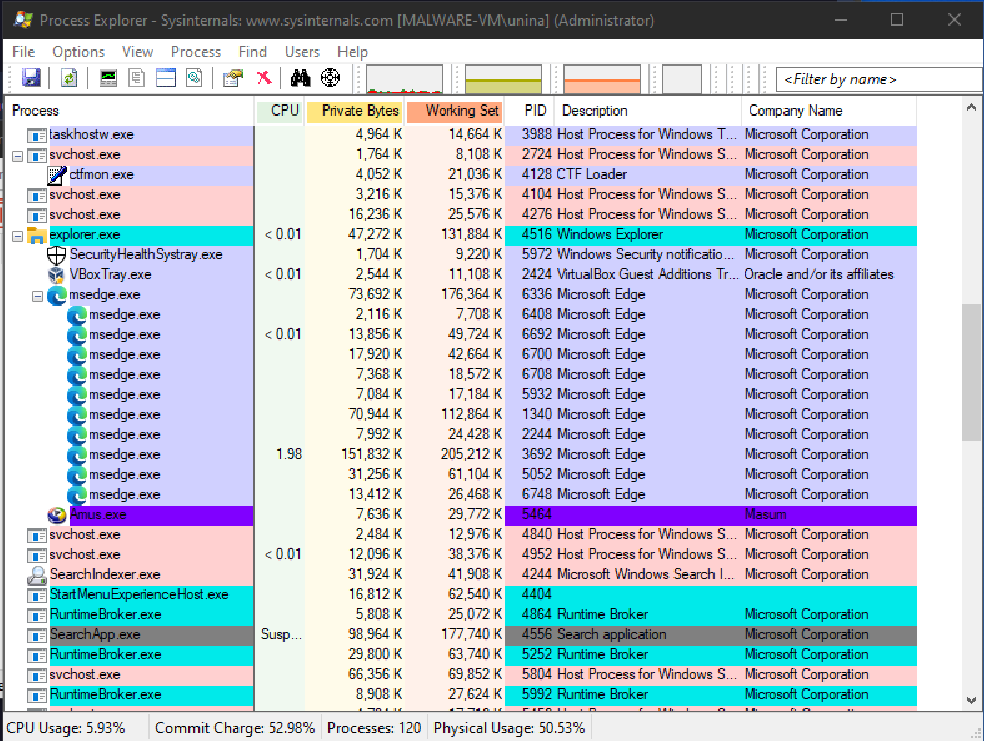 Process Explorer - Sysinternals: www.sysinternals.com [MALWARE-VM\unina] (Administrator)
File Options View Process Find Users Help
<Filter by name>
Process CPU Private Bytes Working Set PID Description Company Name
taskhostw.exe 4,964 K 14,664 K 3988 Host Process for Windows T... Microsoft Corporation
svchost.exe 1,764 K 8,108 K 2724 Host Process for Windows S... Microsoft Corporation
ctfmon.exe 4,052 K 21,036 K 4128 CTF Loader Microsoft Corporation
svchost.exe 3,216 K 15,376 K 4104 Host Process for Windows S... Microsoft Corporation
svchost.exe 16,236 K 25,576 K 4276 Host Process for Windows S... Microsoft Corporation
explorer.exe < 0.01 47,272 K 131,884 K 4516 Windows Explorer Microsoft Corporation
SecurityHealthSystray.exe 1,704 K 9,220 K 5972 Windows Security notificatio... Microsoft Corporation
VBoxTray.exe < 0.01 2,544 K 11,108 K 2424 VirtualBox Guest Additions Tr... Oracle and/or its affiliates
msedge.exe 73,692 K 176,364 K 6336 Microsoft Edge Microsoft Corporation
msedge.exe 2,116 K 7,708 K 6408 Microsoft Edge Microsoft Corporation
msedge.exe < 0.01 13,856 K 49,724 K 6692 Microsoft Edge Microsoft Corporation
msedge.exe 17,920 K 42,664 K 6700 Microsoft Edge Microsoft Corporation
msedge.exe 7,368 K 18,572 K 6708 Microsoft Edge Microsoft Corporation
msedge.exe 7,084 K 17,184 K 5932 Microsoft Edge Microsoft Corporation
msedge.exe 70,944 K 112,864 K 1340 Microsoft Edge Microsoft Corporation
msedge.exe 7,992 K 24,428 K 2244 Microsoft Edge Microsoft Corporation
msedge.exe 1.98 151,832 K 205,212 K 3692 Microsoft Edge Microsoft Corporation
msedge.exe 31,256 K 61,104 K 5052 Microsoft Edge Microsoft Corporation
msedge.exe 13,412 K 26,468 K 6748 Microsoft Edge Microsoft Corporation
Amus.exe 7,636 K 29,772 K 5464 Masum
svchost.exe 2,484 K 12,976 K 4840 Host Process for Windows S... Microsoft Corporation
svchost.exe < 0.01 12,096 K 38,376 K 4952 Host Process for Windows S... Microsoft Corporation
SearchIndexer.exe 31,924 K 41,908 K 4244 Microsoft Windows Search I... Microsoft Corporation
StartMenuExperienceHost.exe 16,812 K 62,540 K 4404
RuntimeBroker.exe 5,808 K 25,072 K 4864 Runtime Broker Microsoft Corporation
SearchApp.exe Susp... 98,964 K 177,740 K 4556 Search application Microsoft Corporation
RuntimeBroker.exe 29,800 K 63,740 K 5252 Runtime Broker Microsoft Corporation
svchost.exe 66,356 K 69,852 K 5804 Host Process for Windows S... Microsoft Corporation
RuntimeBroker.exe 8,908 K 27,624 K 5992 Runtime Broker Microsoft Corporation
CPU Usage: 5.93% Commit Charge: 52.98% Processes: 120 Physical Usage: 50.53%